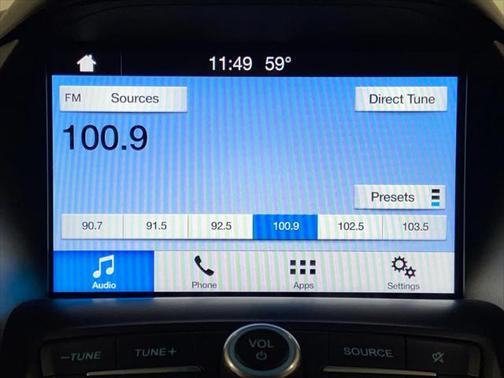 11:49 59°
FM Sources Direct Tune
100.9
Presets
90.7 91.5 92.5 100.9 102.5 103.5
Audio Phone Apps Settings
VOL
−TUNE TUNE+ SOURCE